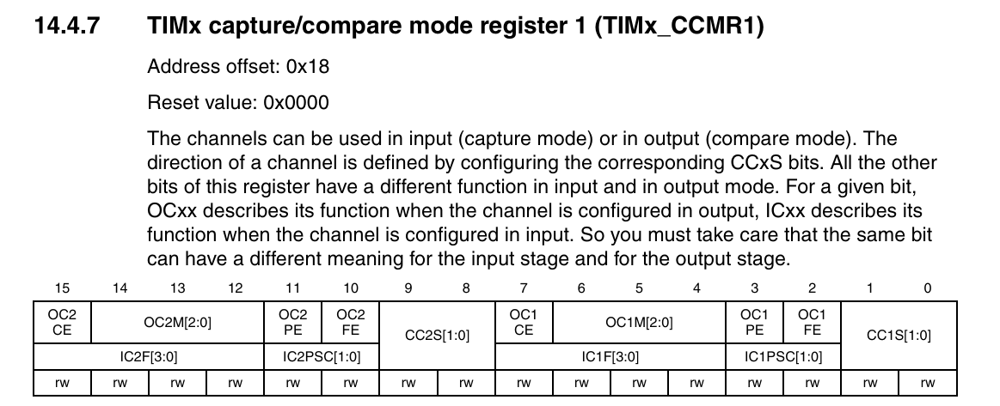 14.4.7 TIMx capture/compare mode register 1 (TIMx_CCMR1)
Address offset: 0x18
Reset value: 0x0000
The channels can be used in input (capture mode) or in output (compare mode). The
direction of a channel is defined by configuring the corresponding CCxS bits. All the other
bits of this register have a different function in input and in output mode. For a given bit,
OCxx describes its function when the channel is configured in output, ICxx describes its
function when the channel is configured in input. So you must take care that the same bit
can have a different meaning for the input stage and for the output stage.
15 14 13 12 11 10 9 8 7 6 5 4 3 2 1 0
OC2 CE OC2M[2:0] OC2 PE OC2 FE CC2S[1:0] OC1 CE OC1M[2:0] OC1 PE OC1 FE CC1S[1:0]
IC2F[3:0] IC2PSC[1:0] IC1F[3:0] IC1PSC[1:0]
rw rw rw rw rw rw rw rw rw rw rw rw rw rw rw rw